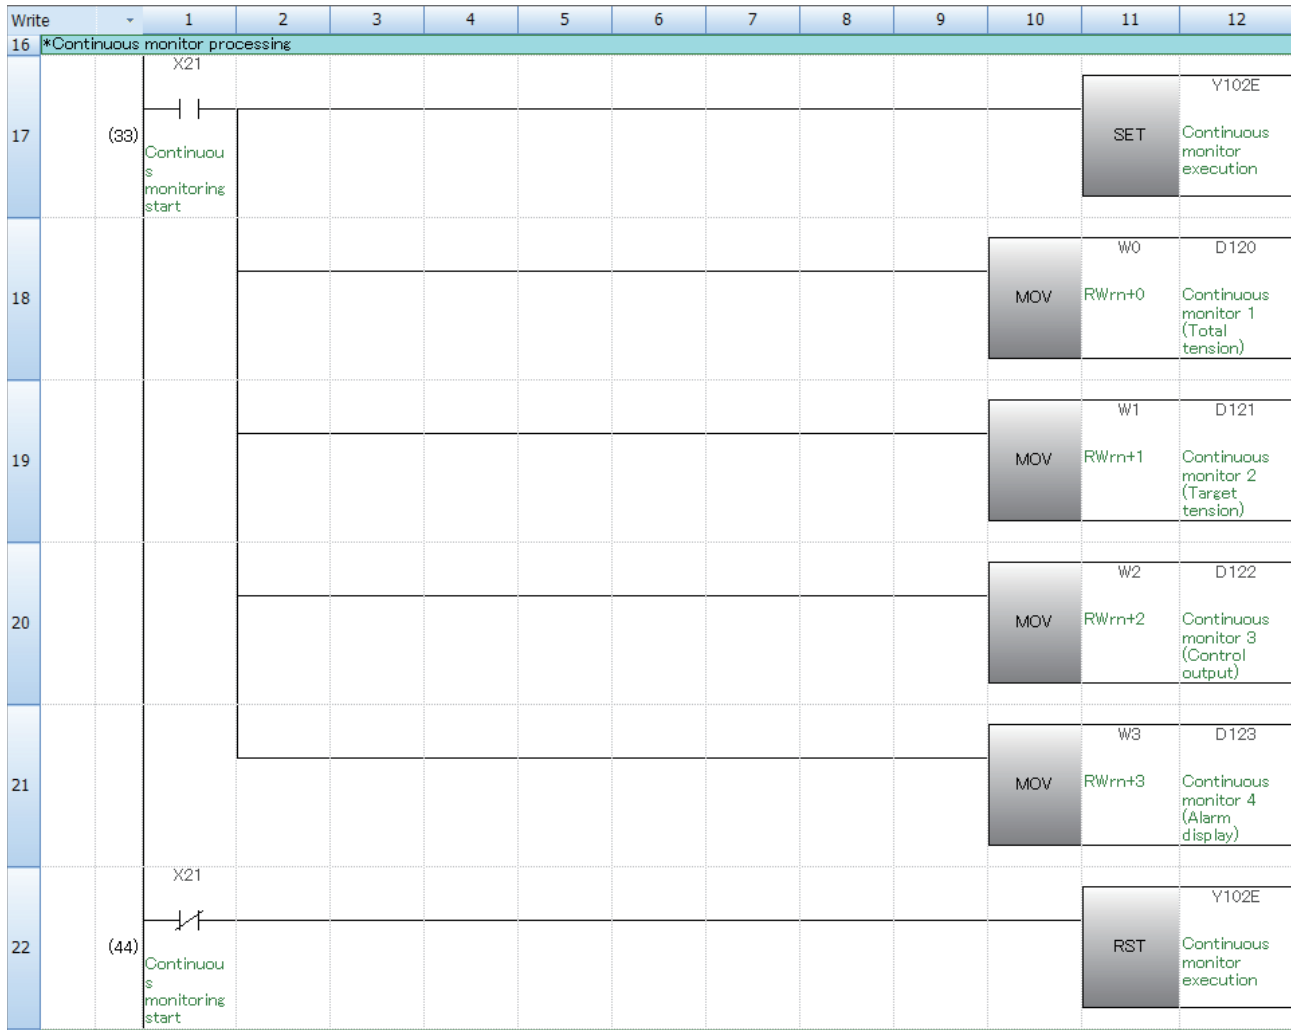 Write 1 2 3 4 5 6 7 8 9 10 11 12
16 *Continuous monitor processing
17 (33) X21
Continuou
s
monitoring
start
SET Y102E
Continuous
monitor
execution
18 MOV W0 D120
RWrn+0 Continuous
monitor 1
(Total
tension)
19 MOV W1 D121
RWrn+1 Continuous
monitor 2
(Target
tension)
20 MOV W2 D122
RWrn+2 Continuous
monitor 3
(Control
output)
21 MOV W3 D123
RWrn+3 Continuous
monitor 4
(Alarm
display)
22 (44) X21
Continuou
s
monitoring
start
RST Y102E
Continuous
monitor
execution